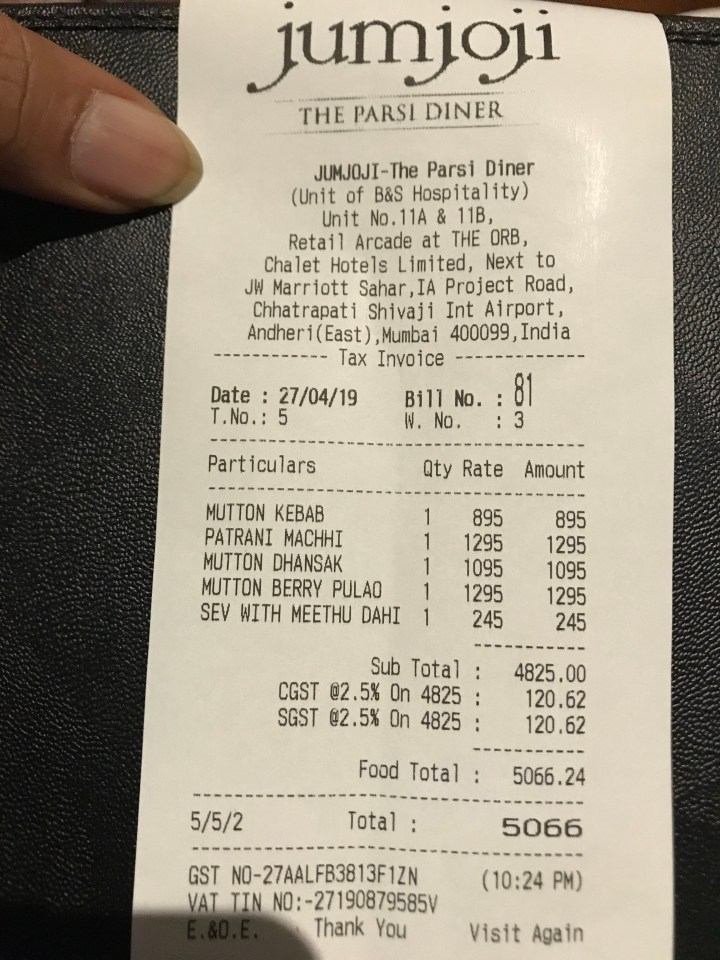 jumjoji
THE PARSI DINER
JUMJOJI-The Parsi Diner
(Unit of B&S Hospitality)
Unit No.11A & 11B,
Retail Arcade at THE ORB,
Chalet Hotels Limited, Next to
JW Marriott Sahar,IA Project Road,
Chhatrapati Shivaji Int Airport,
Andheri(East),Mumbai 400099,India
------------ Tax Invoice --------------
Date : 27/04/19 Bill No. : 81
T.No.: 5 W. No. : 3
Particulars Qty Rate Amount
MUTTON KEBAB 1 895 895
PATRANI MACHHI 1 1295 1295
MUTTON DHANSAK 1 1095 1095
MUTTON BERRY PULAO 1 1295 1295
SEV WITH MEETHU DAHI 1 245 245
Sub Total : 4825.00
CGST @2.5% On 4825 : 120.62
SGST @2.5% On 4825 : 120.62
Food Total : 5066.24
5/5/2 Total : 5066
GST NO-27AALFB3813F1ZN (10:24 PM)
VAT TIN NO:-27190879585V
E.&O.E. Thank You Visit Again